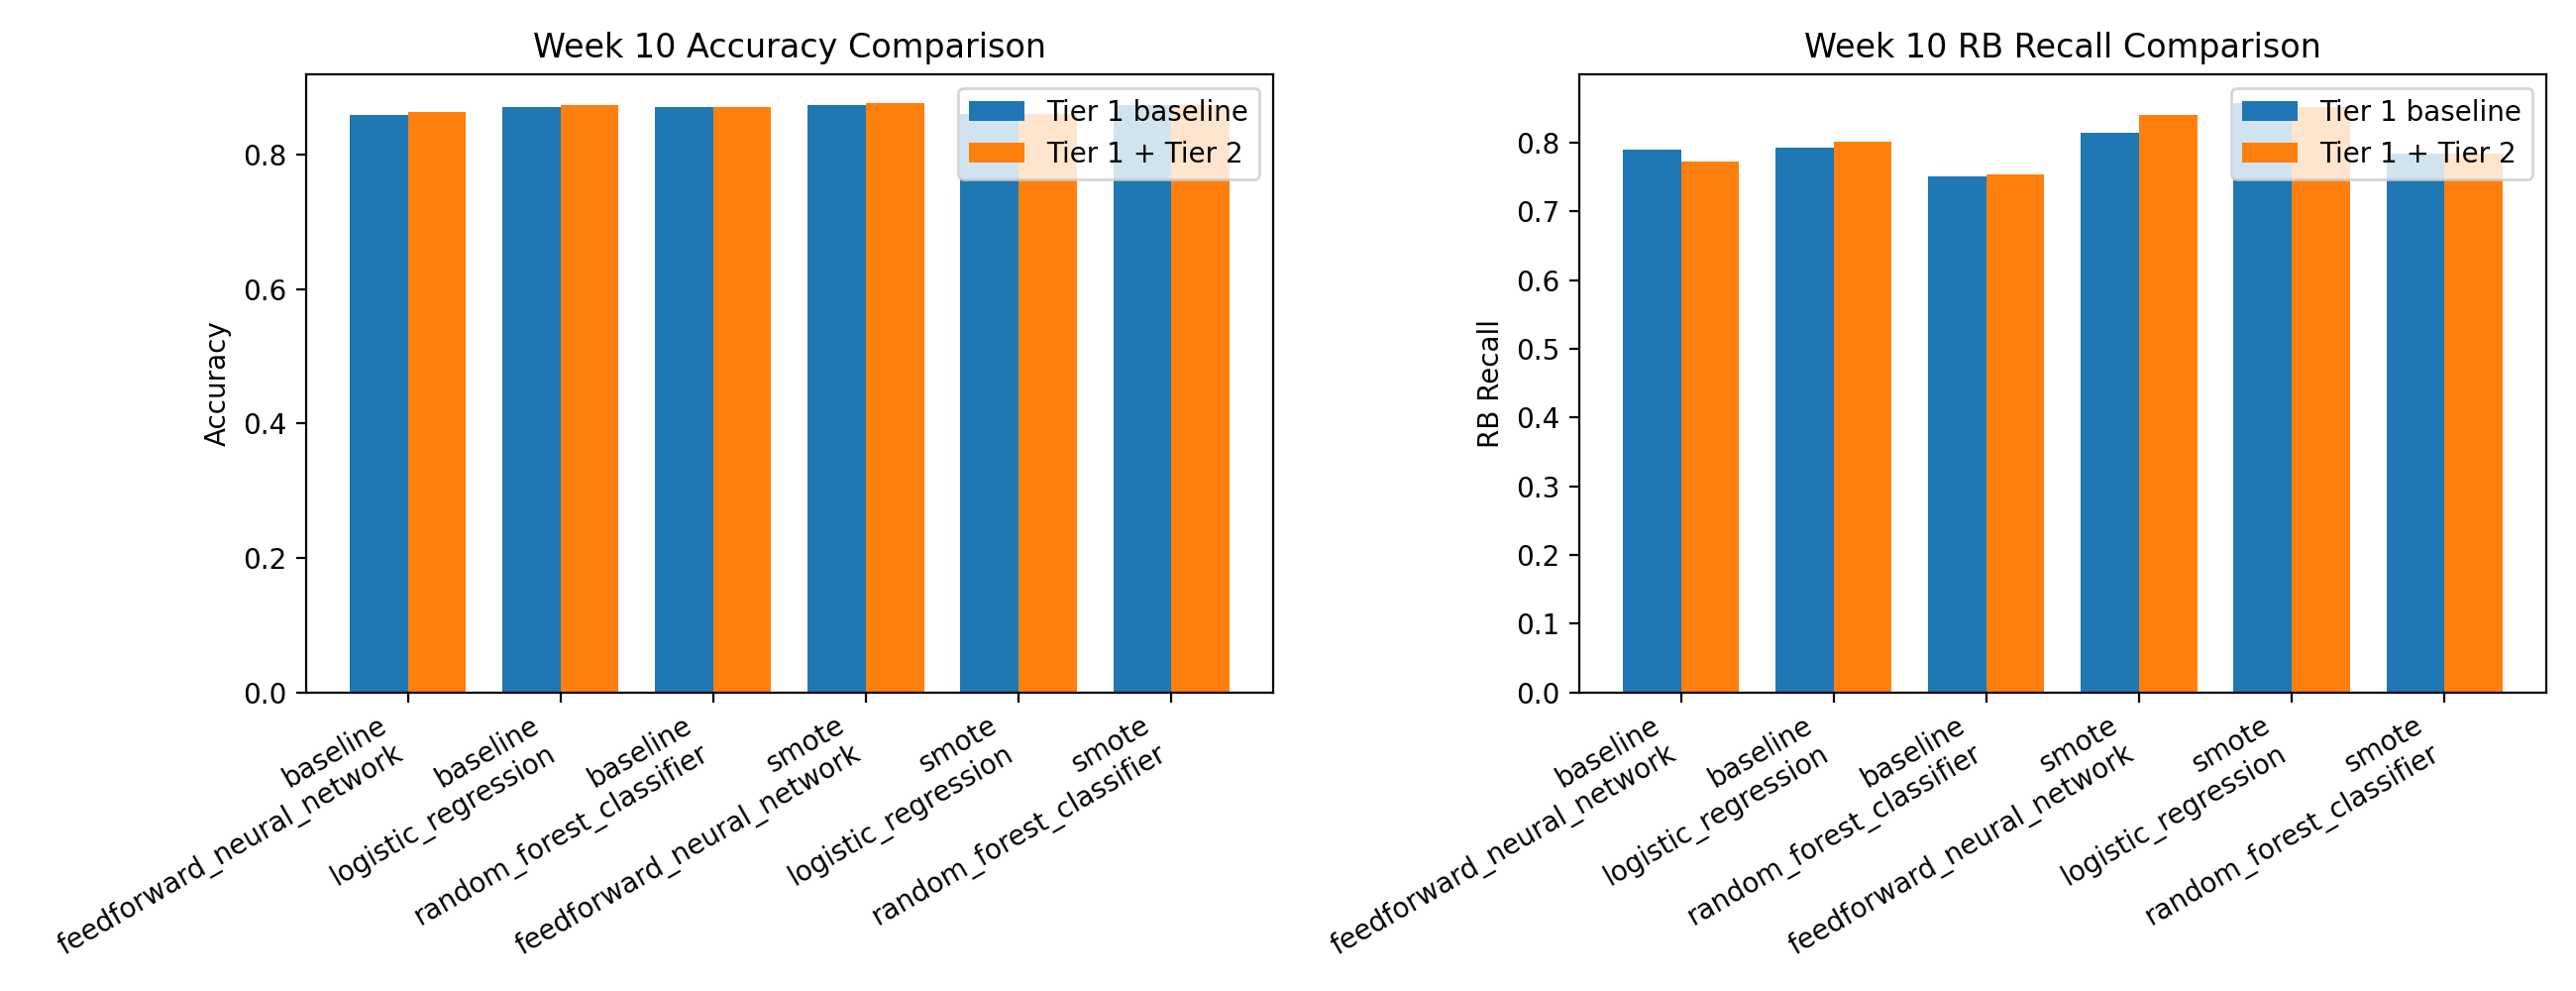 Week 10 Accuracy Comparison
Tier 1 baseline
Tier 1 + Tier 2
Accuracy
0.8
0.6
0.4
0.2
0.0
baseline
feedforward_neural_network
baseline
logistic_regression
baseline
random_forest_classifier
smote
feedforward_neural_network
smote
logistic_regression
smote
random_forest_classifier
Week 10 RB Recall Comparison
Tier 1 baseline
Tier 1 + Tier 2
RB Recall
0.8
0.7
0.6
0.5
0.4
0.3
0.2
0.1
0.0
baseline
feedforward_neural_network
baseline
logistic_regression
baseline
random_forest_classifier
smote
feedforward_neural_network
smote
logistic_regression
smote
random_forest_classifier